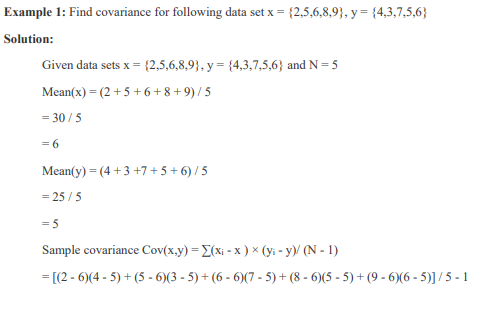 Example 1: Find covariance for following data set x = {2,5,6,8,9}, y = {4,3,7,5,6}
Solution:
Given data sets x = {2,5,6,8,9}, y = {4,3,7,5,6} and N = 5
Mean(x) = (2 + 5 + 6 + 8 + 9) / 5
= 30 / 5
= 6
Mean(y) = (4 + 3 +7 + 5 + 6) / 5
= 25 / 5
= 5
Sample covariance Cov(x,y) = ∑(xᵢ - x ) × (yᵢ - y)/ (N - 1)
= [(2 - 6)(4 - 5) + (5 - 6)(3 - 5) + (6 - 6)(7 - 5) + (8 - 6)(5 - 5) + (9 - 6)(6 - 5)] / 5 - 1